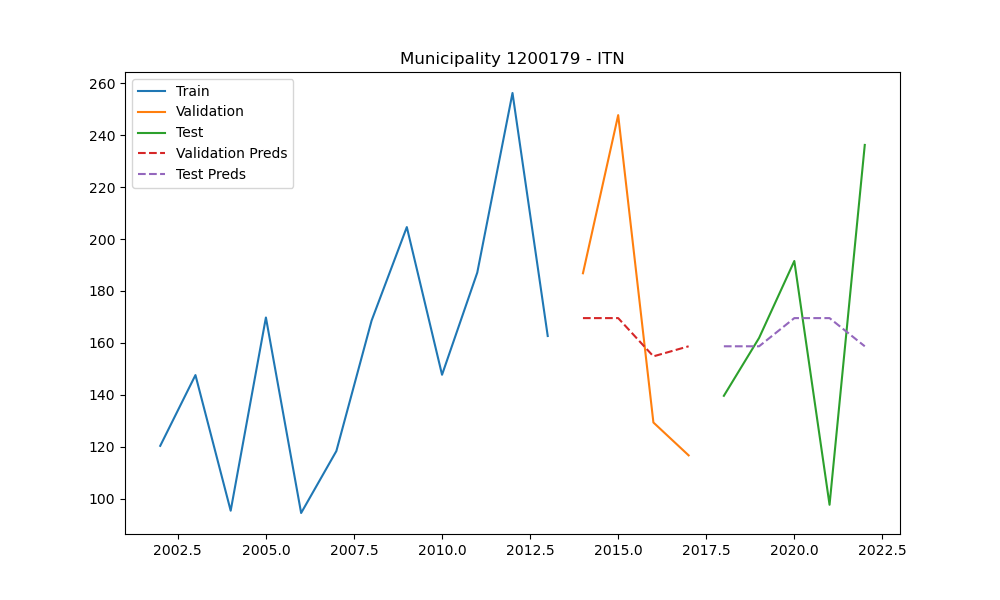 Municipality 1200179 - ITN
Train
Validation
Test
Validation Preds
Test Preds
260
240
220
200
180
160
140
120
100
2002.5 2005.0 2007.5 2010.0 2012.5 2015.0 2017.5 2020.0 2022.5